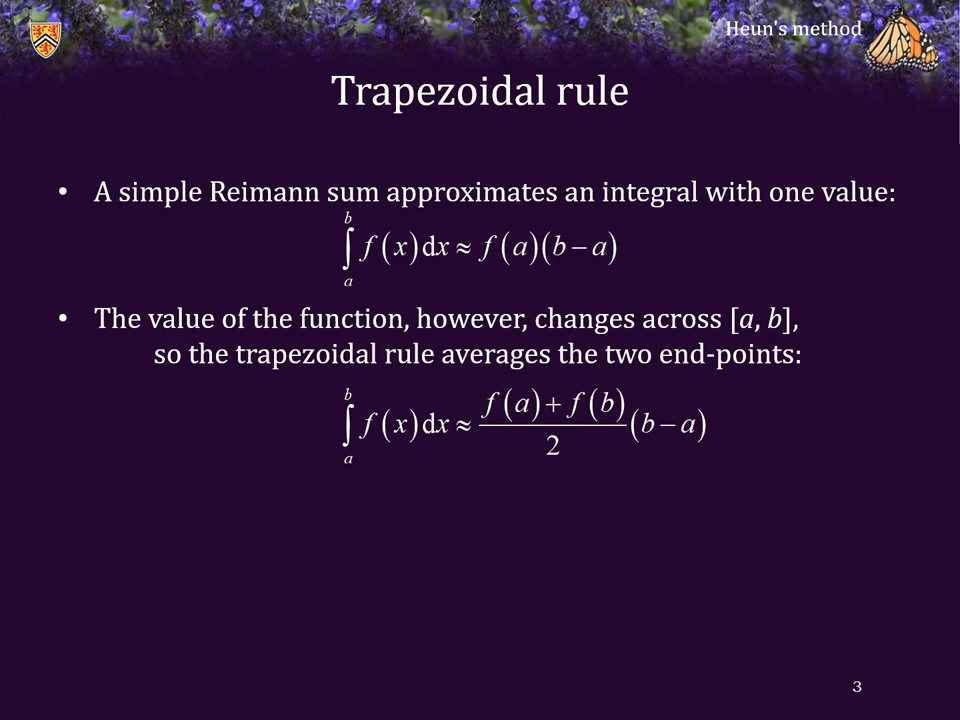 Heun's method
Trapezoidal rule
• A simple Reimann sum approximates an integral with one value:
∫_a^b f(x)dx ≈ f(a)(b − a)
• The value of the function, however, changes across [a, b],
so the trapezoidal rule averages the two end-points:
∫_a^b f(x)dx ≈ (f(a) + f(b))/2 (b − a)
3